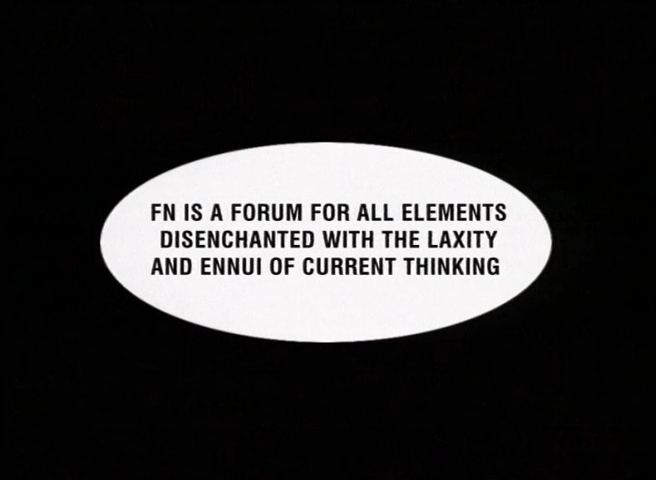 FN IS A FORUM FOR ALL ELEMENTS
DISENCHANTED WITH THE LAXITY
AND ENNUI OF CURRENT THINKING